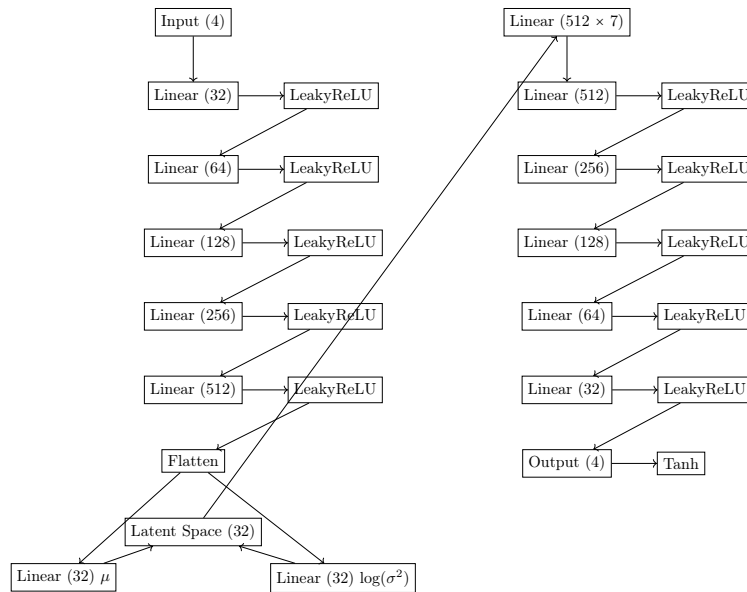 Input (4)
Linear (32)
LeakyReLU
Linear (64)
LeakyReLU
Linear (128)
LeakyReLU
Linear (256)
LeakyReLU
Linear (512)
LeakyReLU
Flatten
Latent Space (32)
Linear (32) μ
Linear (32) log(σ²)
Linear (512 × 7)
Linear (512)
LeakyReLU
Linear (256)
LeakyReLU
Linear (128)
LeakyReLU
Linear (64)
LeakyReLU
Linear (32)
LeakyReLU
Output (4)
Tanh